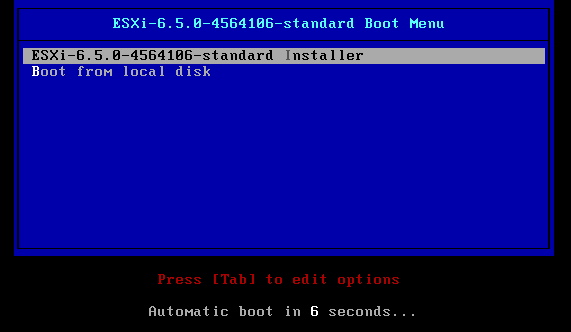 ESXi-6.5.0-4564106-standard Boot Menu
ESXi-6.5.0-4564106-standard Installer
Boot from local disk
Press [Tab] to edit options
Automatic boot in 6 seconds...